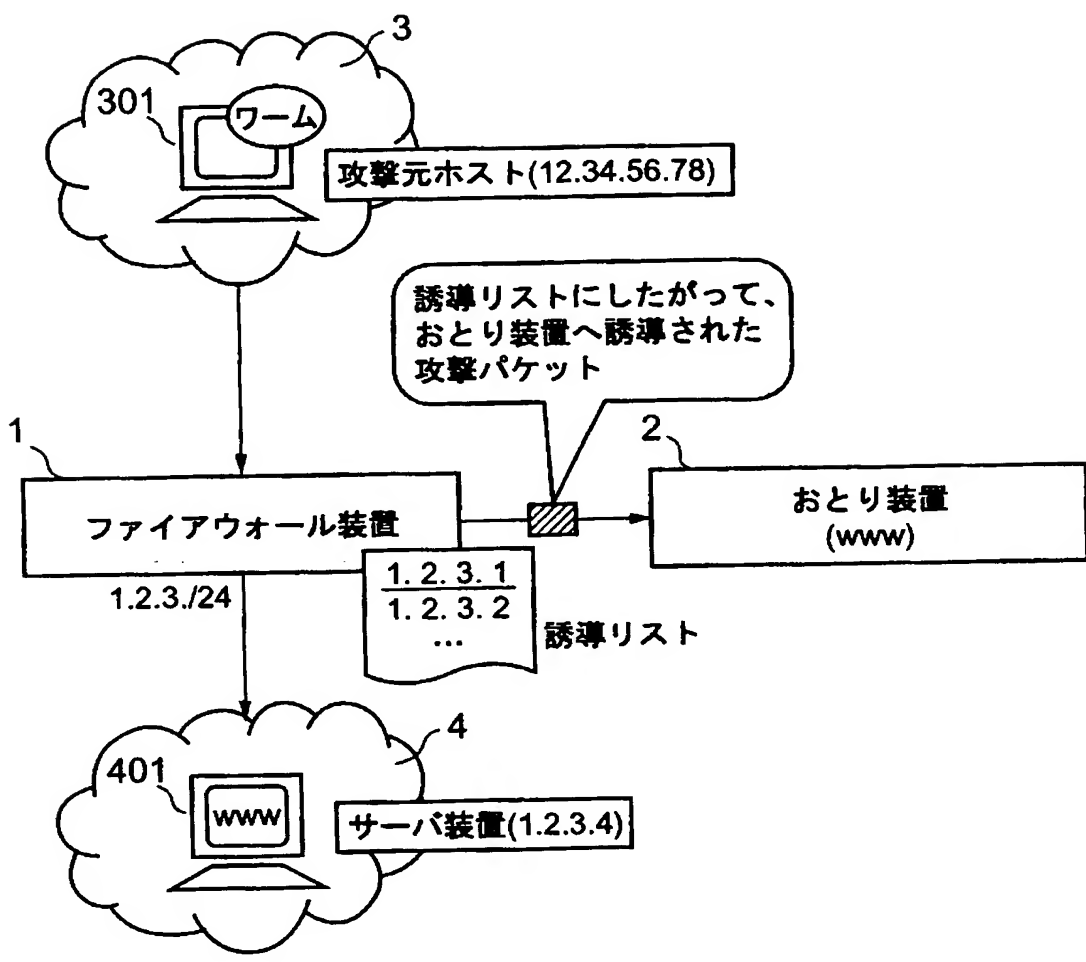 3
301
ワーム
攻撃元ホスト(12.34.56.78)
誘導リストにしたがって、
おとり装置へ誘導された
攻撃パケット
1
2
ファイアウォール装置
おとり装置
(www)
1.2.3./24
1. 2. 3. 1
1. 2. 3. 2
...
誘導リスト
4
401
www
サーバ装置(1.2.3.4)